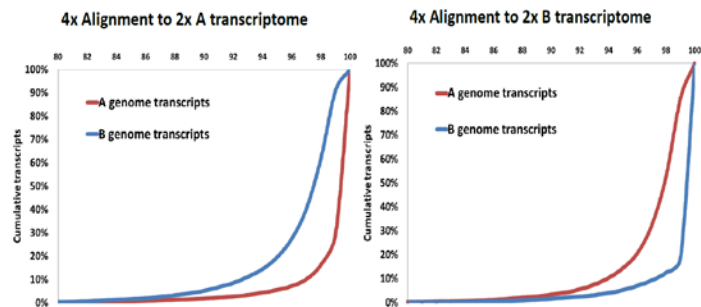 4x Alignment to 2x A transcriptome
80 82 84 86 88 90 92 94 96 98 100
100%
90%
80%
70%
60%
50%
40%
30%
20%
10%
0%
Cumulative transcripts
A genome transcripts
B genome transcripts
4x Alignment to 2x B transcriptome
80 82 84 86 88 90 92 94 96 98 100
100%
90%
80%
70%
60%
50%
40%
30%
20%
10%
0%
Cumulative transcripts
A genome transcripts
B genome transcripts